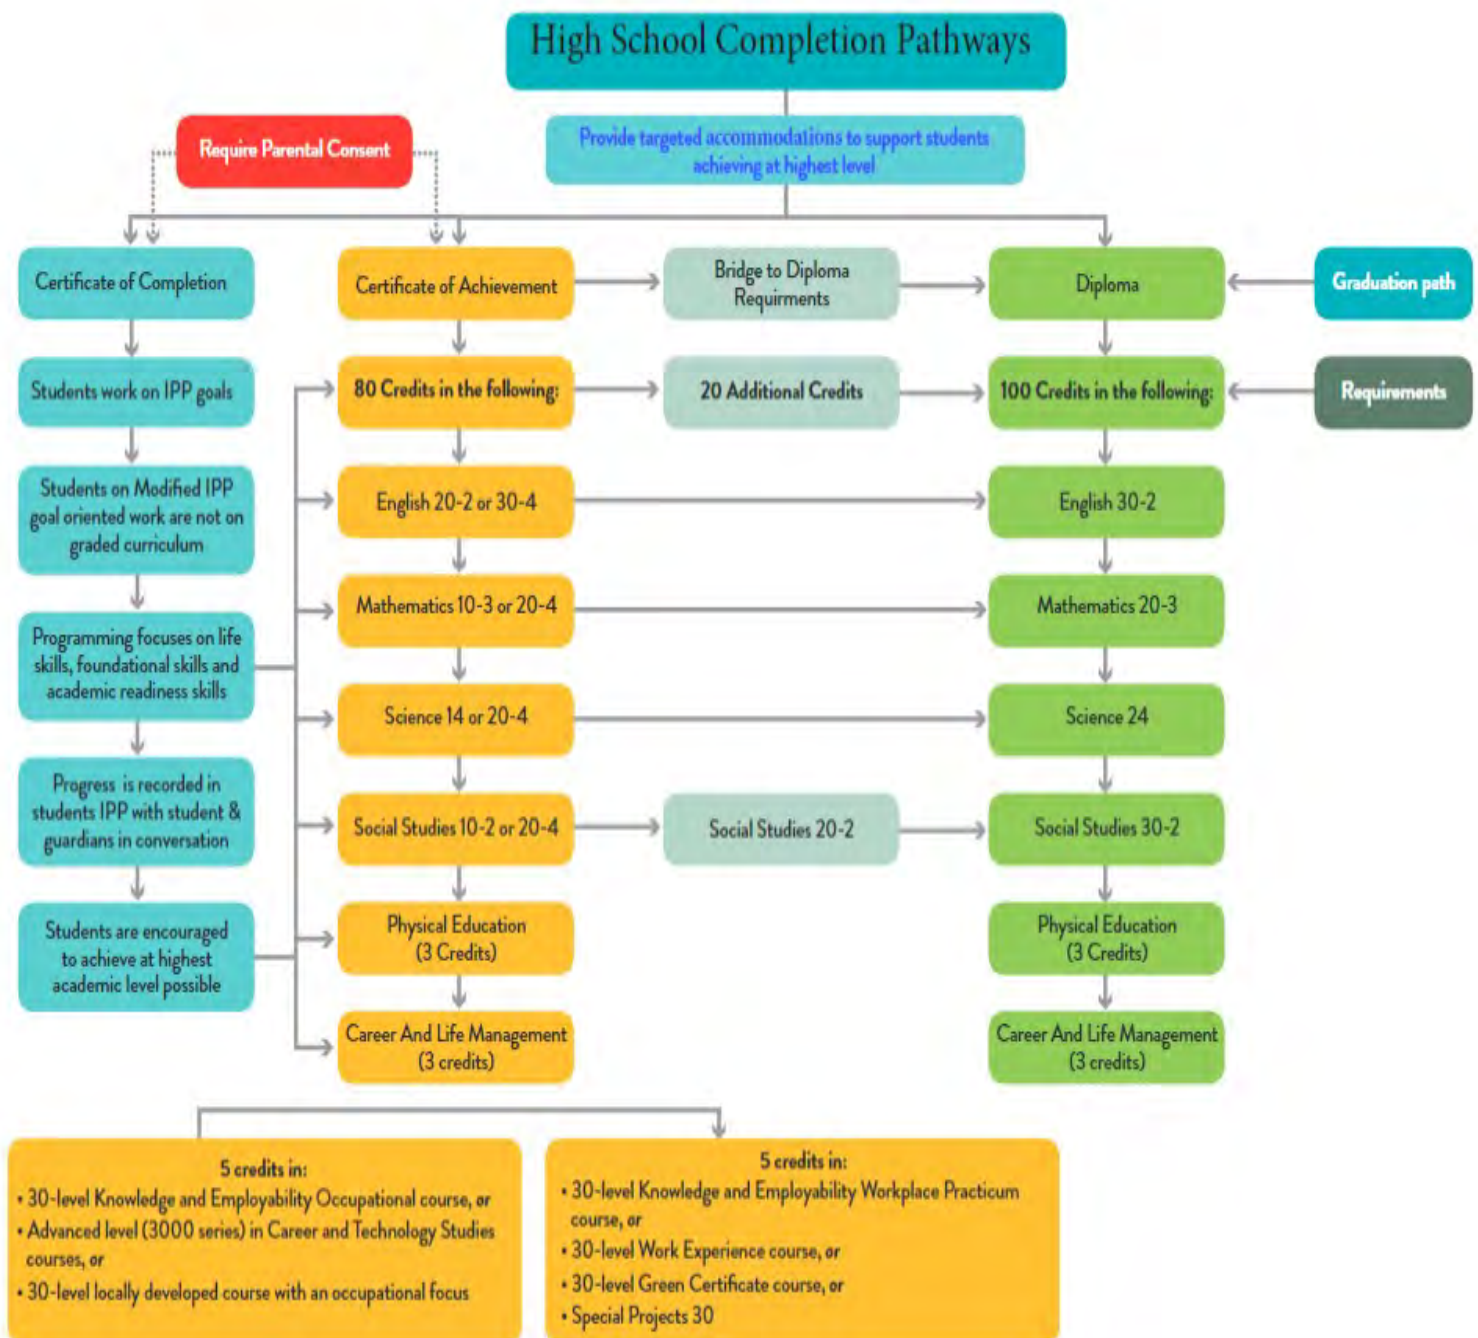 High School Completion Pathways
Require Parental Consent
Provide targeted accommodations to support students
achieving at highest level
Certificate of Completion
Certificate of Achievement
Bridge to Diploma
Requirments
Diploma
Graduation path
Students work on IPP goals
80 Credits in the following:
20 Additional Credits
100 Credits in the following:
Requirements
Students on Modified IPP
goal oriented work are not on
graded curriculum
English 20-2 or 30-4
English 30-2
Programming focuses on life
skills, foundational skills and
academic readiness skills
Mathematics 10-3 or 20-4
Mathematics 20-3
Science 14 or 20-4
Science 24
Progress is recorded in
students IPP with student &
guardians in conversation
Social Studies 10-2 or 20-4
Social Studies 20-2
Social Studies 30-2
Students are encouraged
to achieve at highest
academic level possible
Physical Education
(3 Credits)
Physical Education
(3 Credits)
Career And Life Management
(3 credits)
Career And Life Management
(3 credits)
5 credits in:
• 30-level Knowledge and Employability Occupational course, or
• Advanced level (3000 series) in Career and Technology Studies
courses, or
• 30-level locally developed course with an occupational focus
5 credits in:
• 30-level Knowledge and Employability Workplace Practicum
course, or
• 30-level Work Experience course, or
• 30-level Green Certificate course, or
• Special Projects 30